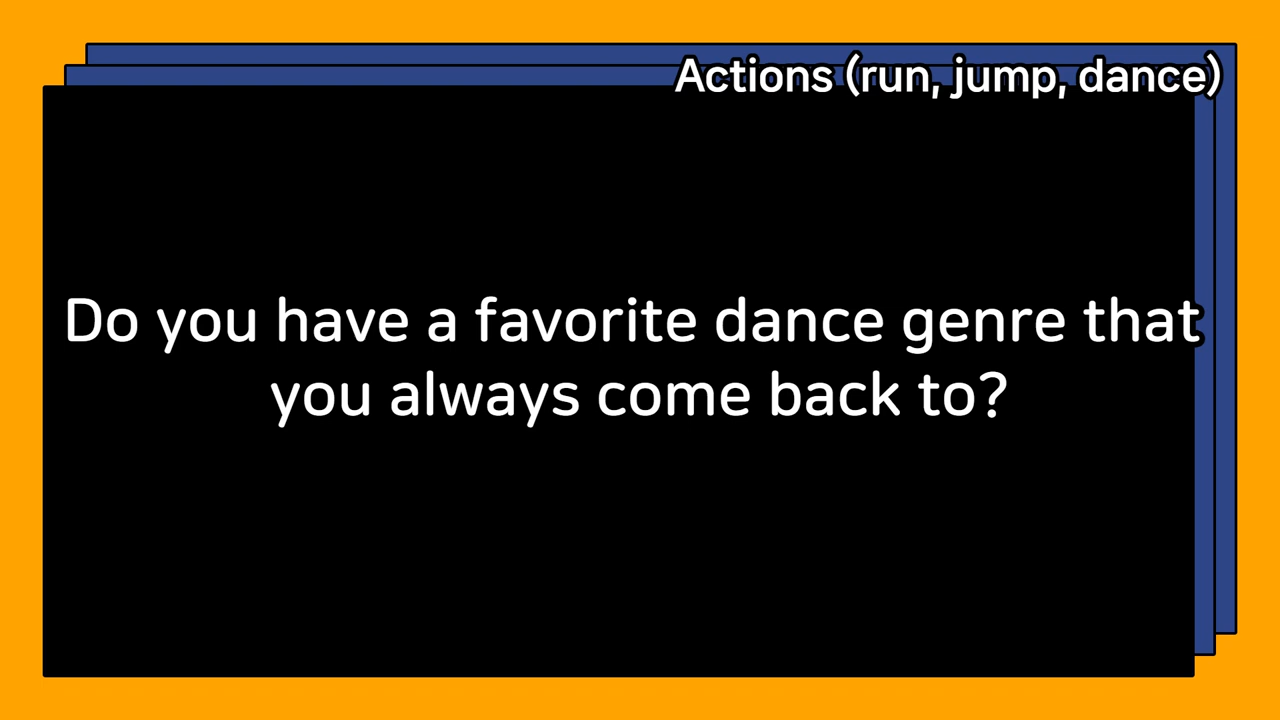 Actions (run, jump, dance)
Do you have a favorite dance genre that
you always come back to?